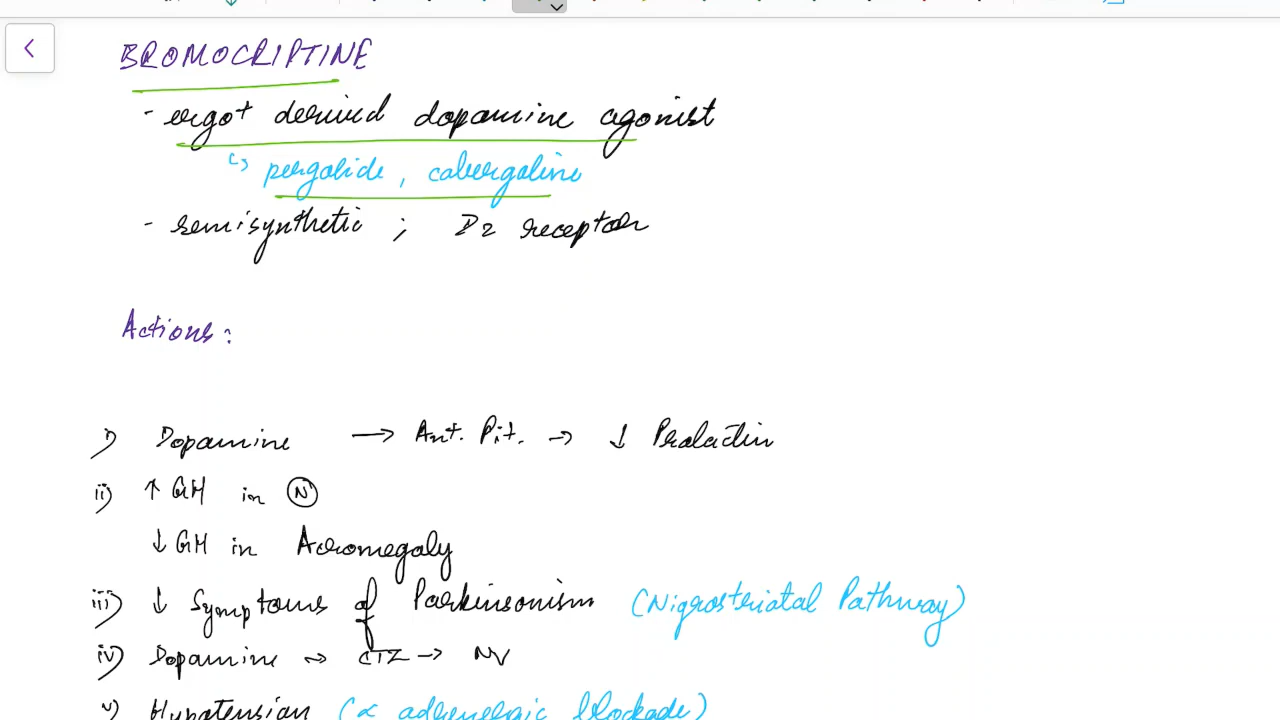 BROMOCRIPTINE
- ergot derived dopamine agonist
↳ pergolide, cabergoline
- semisynthetic ; D2 receptor
Actions :
i) Dopamine → Ant. Pit. → ↓ Prolactin
ii) ↑ GH in N
↓ GH in Acromegaly
iii) ↓ Symptoms of Parkinsonism (Nigrostriatal Pathway)
iv) Dopamine → CTZ → NV
v) Hypotension (α adrenergic blockade)